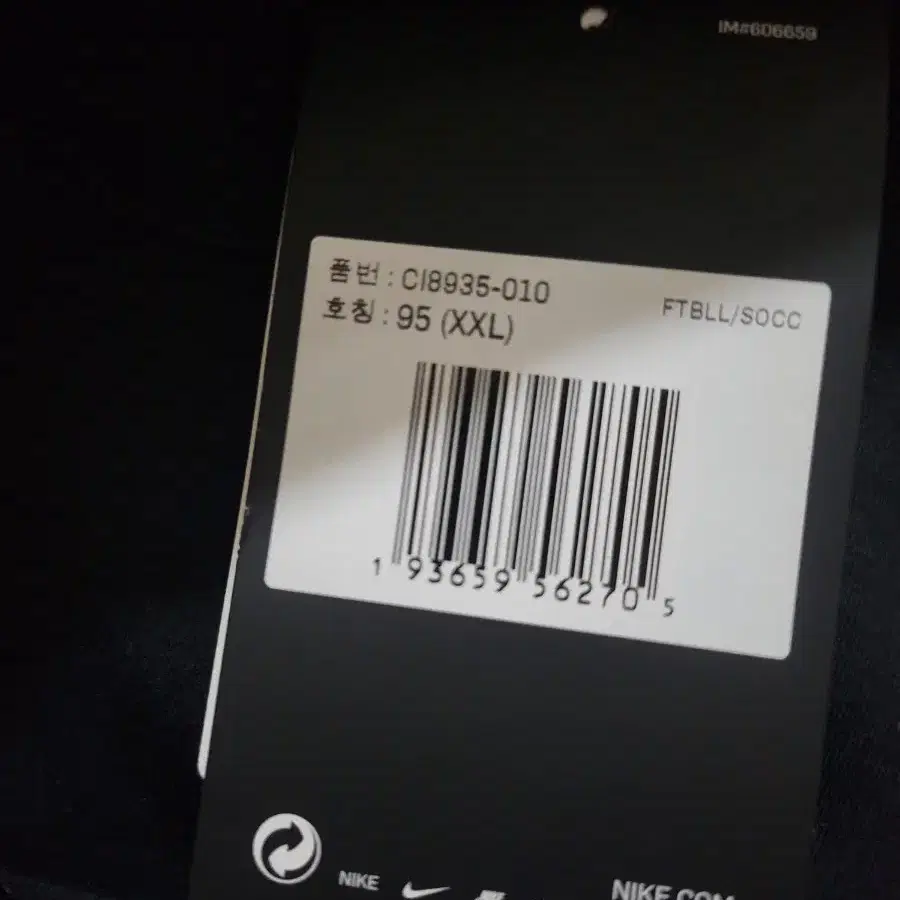 IM#606659
품번 : CI8935-010
호칭 : 95 (XXL)
FTBLL/SOCC
1 93659 56270 5
NIKE
NIKE.COM